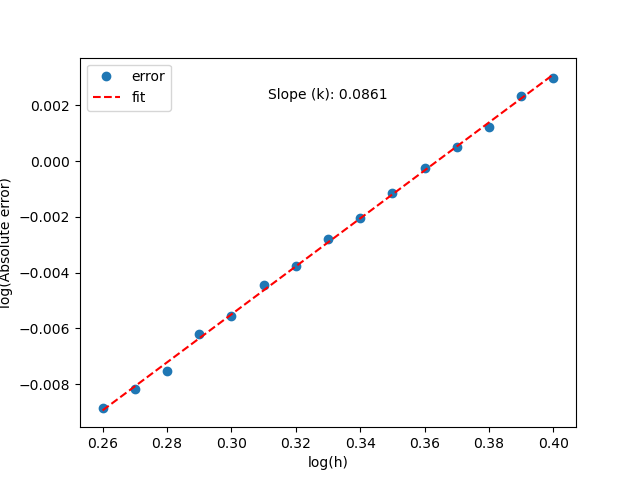 error
fit
Slope (k): 0.0861
0.002
0.000
−0.002
−0.004
−0.006
−0.008
log(Absolute error)
0.26 0.28 0.30 0.32 0.34 0.36 0.38 0.40
log(h)